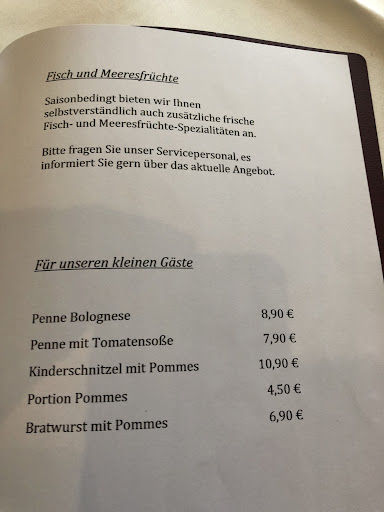 Fisch und Meeresfrüchte
Saisonbedingt bieten wir Ihnen
selbstverständlich auch zusätzliche frische
Fisch- und Meeresfrüchte-Spezialitäten an.
Bitte fragen Sie unser Servicepersonal, es
informiert Sie gern über das aktuelle Angebot.
Für unseren kleinen Gäste
Penne Bolognese 8,90 €
Penne mit Tomatensoße 7,90 €
Kinderschnitzel mit Pommes 10,90 €
Portion Pommes 4,50 €
Bratwurst mit Pommes 6,90 €